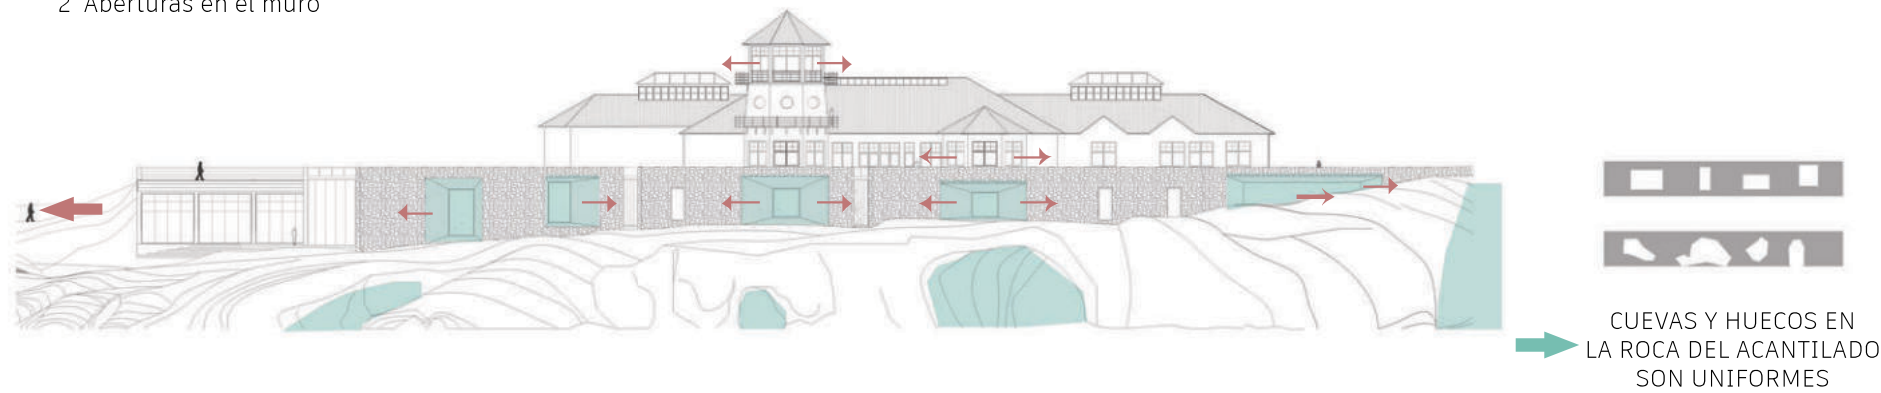 2 Aberturas en el muro
CUEVAS Y HUECOS EN
LA ROCA DEL ACANTILADO
SON UNIFORMES